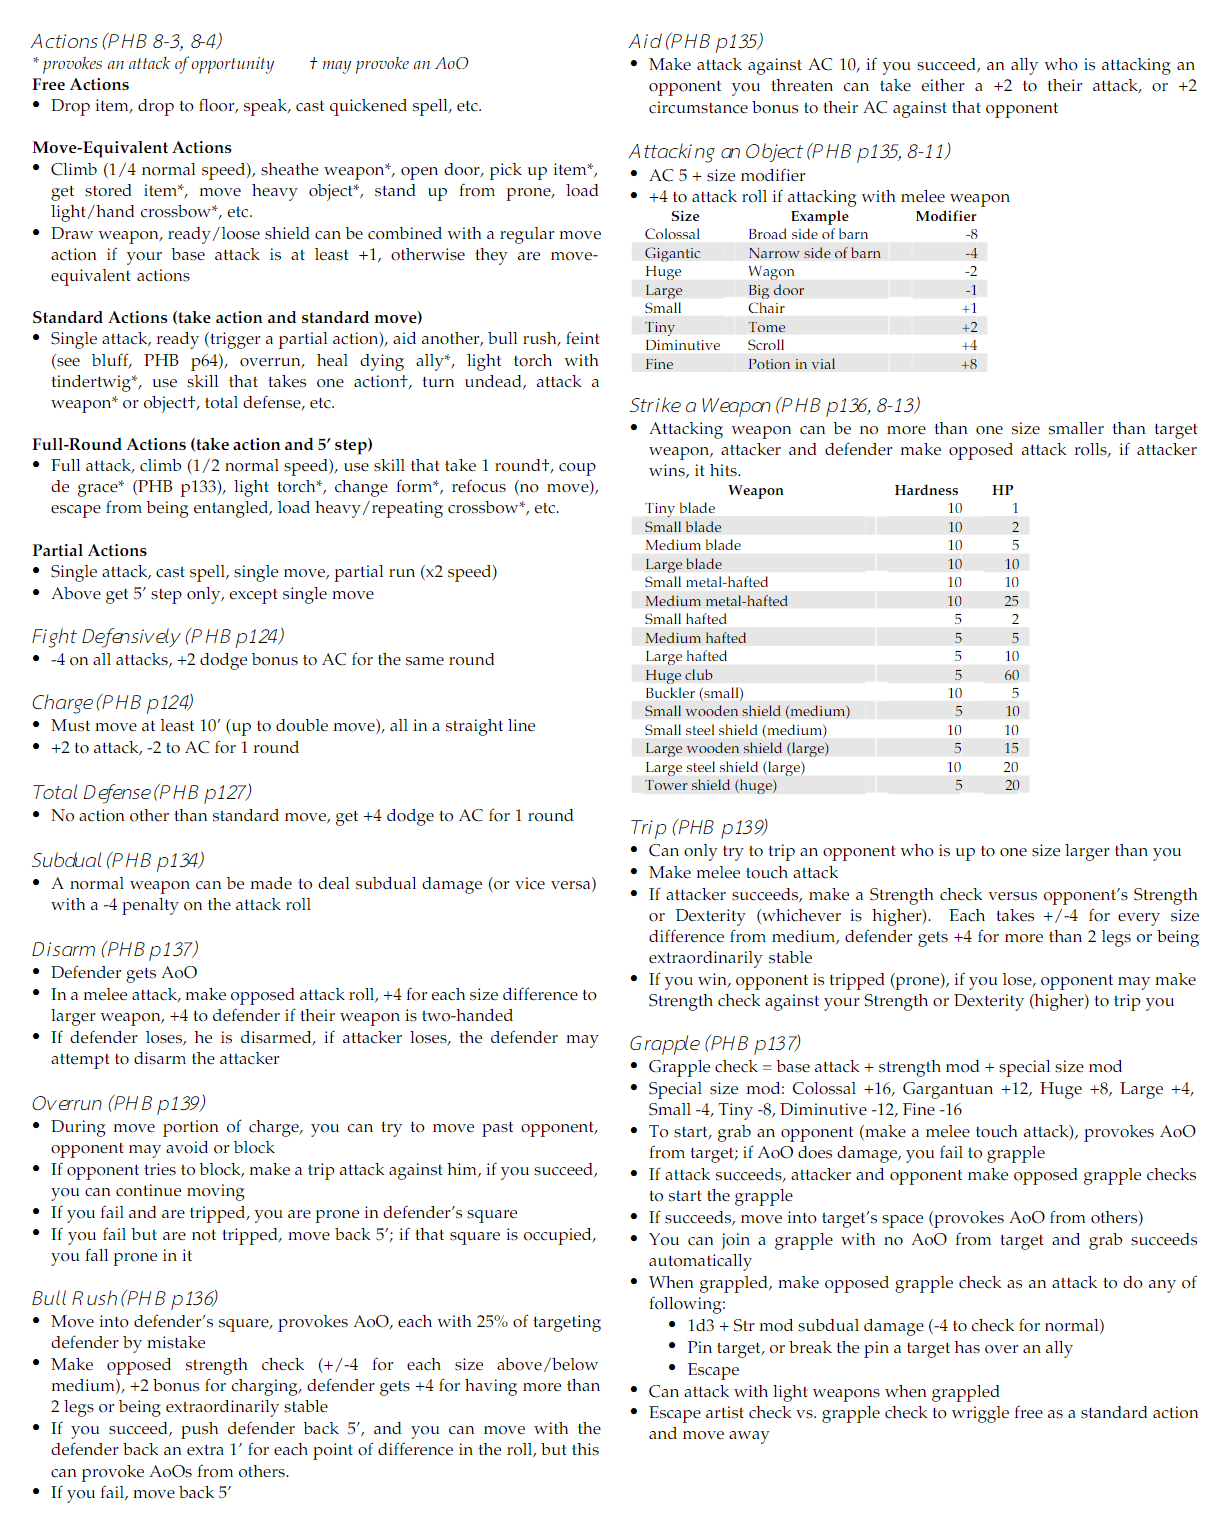 Actions (PHB 8-3, 8-4)
* provokes an attack of opportunity † may provoke an AoO
Free Actions
• Drop item, drop to floor, speak, cast quickened spell, etc.
Move-Equivalent Actions
• Climb (1/4 normal speed), sheathe weapon*, open door, pick up item*,
get stored item*, move heavy object*, stand up from prone, load
light/hand crossbow*, etc.
• Draw weapon, ready/loose shield can be combined with a regular move
action if your base attack is at least +1, otherwise they are move-
equivalent actions
Standard Actions (take action and standard move)
• Single attack, ready (trigger a partial action), aid another, bull rush, feint
(see bluff, PHB p64), overrun, heal dying ally*, light torch with
tindertwig*, use skill that takes one action†, turn undead, attack a
weapon* or object†, total defense, etc.
Full-Round Actions (take action and 5′ step)
• Full attack, climb (1/2 normal speed), use skill that take 1 round†, coup
de grace* (PHB p133), light torch*, change form*, refocus (no move),
escape from being entangled, load heavy/repeating crossbow*, etc.
Partial Actions
• Single attack, cast spell, single move, partial run (x2 speed)
• Above get 5′ step only, except single move
Fight Defensively (PHB p124)
• -4 on all attacks, +2 dodge bonus to AC for the same round
Charge (PHB p124)
• Must move at least 10′ (up to double move), all in a straight line
• +2 to attack, -2 to AC for 1 round
Total Defense (PHB p127)
• No action other than standard move, get +4 dodge to AC for 1 round
Subdual (PHB p134)
• A normal weapon can be made to deal subdual damage (or vice versa)
with a -4 penalty on the attack roll
Disarm (PHB p137)
• Defender gets AoO
• In a melee attack, make opposed attack roll, +4 for each size difference to
larger weapon, +4 to defender if their weapon is two-handed
• If defender loses, he is disarmed, if attacker loses, the defender may
attempt to disarm the attacker
Overrun (PHB p139)
• During move portion of charge, you can try to move past opponent,
opponent may avoid or block
• If opponent tries to block, make a trip attack against him, if you succeed,
you can continue moving
• If you fail and are tripped, you are prone in defender's square
• If you fail but are not tripped, move back 5′; if that square is occupied,
you fall prone in it
Bull Rush (PHB p136)
• Move into defender's square, provokes AoO, each with 25% of targeting
defender by mistake
• Make opposed strength check (+/-4 for each size above/below
medium), +2 bonus for charging, defender gets +4 for having more than
2 legs or being extraordinarily stable
• If you succeed, push defender back 5′, and you can move with the
defender back an extra 1′ for each point of difference in the roll, but this
can provoke AoOs from others.
• If you fail, move back 5′
Aid (PHB p135)
• Make attack against AC 10, if you succeed, an ally who is attacking an
opponent you threaten can take either a +2 to their attack, or +2
circumstance bonus to their AC against that opponent
Attacking an Object (PHB p135, 8-11)
• AC 5 + size modifier
• +4 to attack roll if attacking with melee weapon
Size Example Modifier
Colossal Broad side of barn -8
Gigantic Narrow side of barn -4
Huge Wagon -2
Large Big door -1
Small Chair +1
Tiny Tome +2
Diminutive Scroll +4
Fine Potion in vial +8
Strike a Weapon (PHB p136, 8-13)
• Attacking weapon can be no more than one size smaller than target
weapon, attacker and defender make opposed attack rolls, if attacker
wins, it hits.
Weapon Hardness HP
Tiny blade 10 1
Small blade 10 2
Medium blade 10 5
Large blade 10 10
Small metal-hafted 10 10
Medium metal-hafted 10 25
Small hafted 5 2
Medium hafted 5 5
Large hafted 5 10
Huge club 5 60
Buckler (small) 10 5
Small wooden shield (medium) 5 10
Small steel shield (medium) 10 10
Large wooden shield (large) 5 15
Large steel shield (large) 10 20
Tower shield (huge) 5 20
Trip (PHB p139)
• Can only try to trip an opponent who is up to one size larger than you
• Make melee touch attack
• If attacker succeeds, make a Strength check versus opponent's Strength
or Dexterity (whichever is higher). Each takes +/-4 for every size
difference from medium, defender gets +4 for more than 2 legs or being
extraordinarily stable
• If you win, opponent is tripped (prone), if you lose, opponent may make
Strength check against your Strength or Dexterity (higher) to trip you
Grapple (PHB p137)
• Grapple check = base attack + strength mod + special size mod
• Special size mod: Colossal +16, Gargantuan +12, Huge +8, Large +4,
Small -4, Tiny -8, Diminutive -12, Fine -16
• To start, grab an opponent (make a melee touch attack), provokes AoO
from target; if AoO does damage, you fail to grapple
• If attack succeeds, attacker and opponent make opposed grapple checks
to start the grapple
• If succeeds, move into target's space (provokes AoO from others)
• You can join a grapple with no AoO from target and grab succeeds
automatically
• When grappled, make opposed grapple check as an attack to do any of
following:
• 1d3 + Str mod subdual damage (-4 to check for normal)
• Pin target, or break the pin a target has over an ally
• Escape
• Can attack with light weapons when grappled
• Escape artist check vs. grapple check to wriggle free as a standard action
and move away